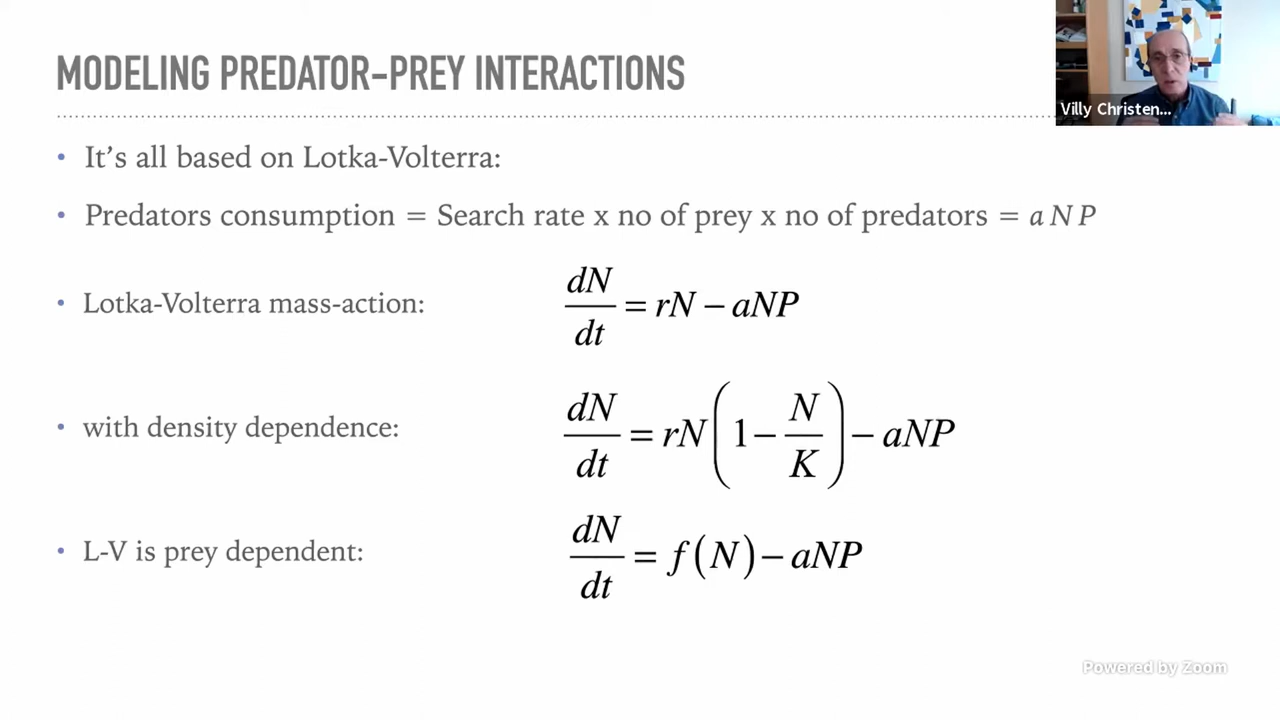 MODELING PREDATOR-PREY INTERACTIONS
Villy Christen...
• It's all based on Lotka-Volterra:
• Predators consumption = Search rate x no of prey x no of predators = a N P
• Lotka-Volterra mass-action: dN/dt = rN − aNP
• with density dependence: dN/dt = rN(1 − N/K) − aNP
• L-V is prey dependent: dN/dt = f(N) − aNP
Powered by Zoom